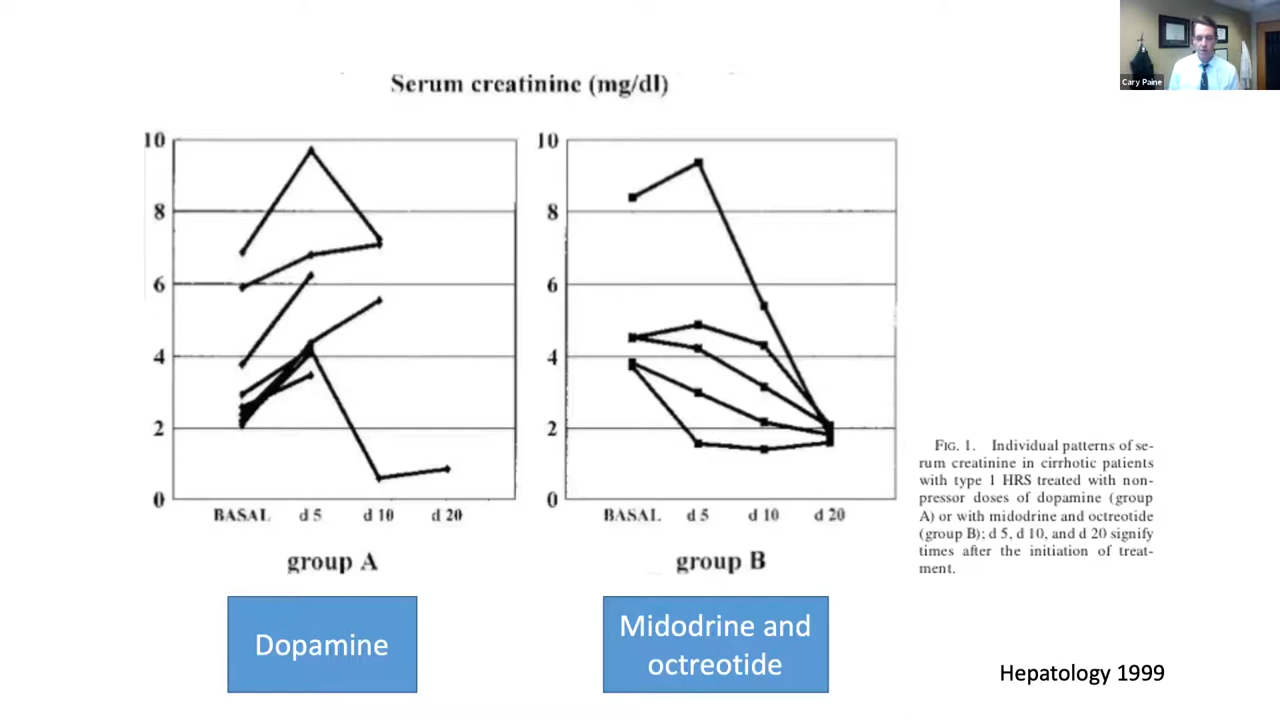 Cary Paine
Serum creatinine (mg/dl)
10
8
6
4
2
0
BASAL d 5 d 10 d 20
group A
10
8
6
4
2
0
BASAL d 5 d 10 d 20
group B
FIG. 1. Individual patterns of se-
rum creatinine in cirrhotic patients
with type 1 HRS treated with non-
pressor doses of dopamine (group
A) or with midodrine and octreotide
(group B); d 5, d 10, and d 20 signify
times after the initiation of treat-
ment.
Dopamine
Midodrine and
octreotide
Hepatology 1999